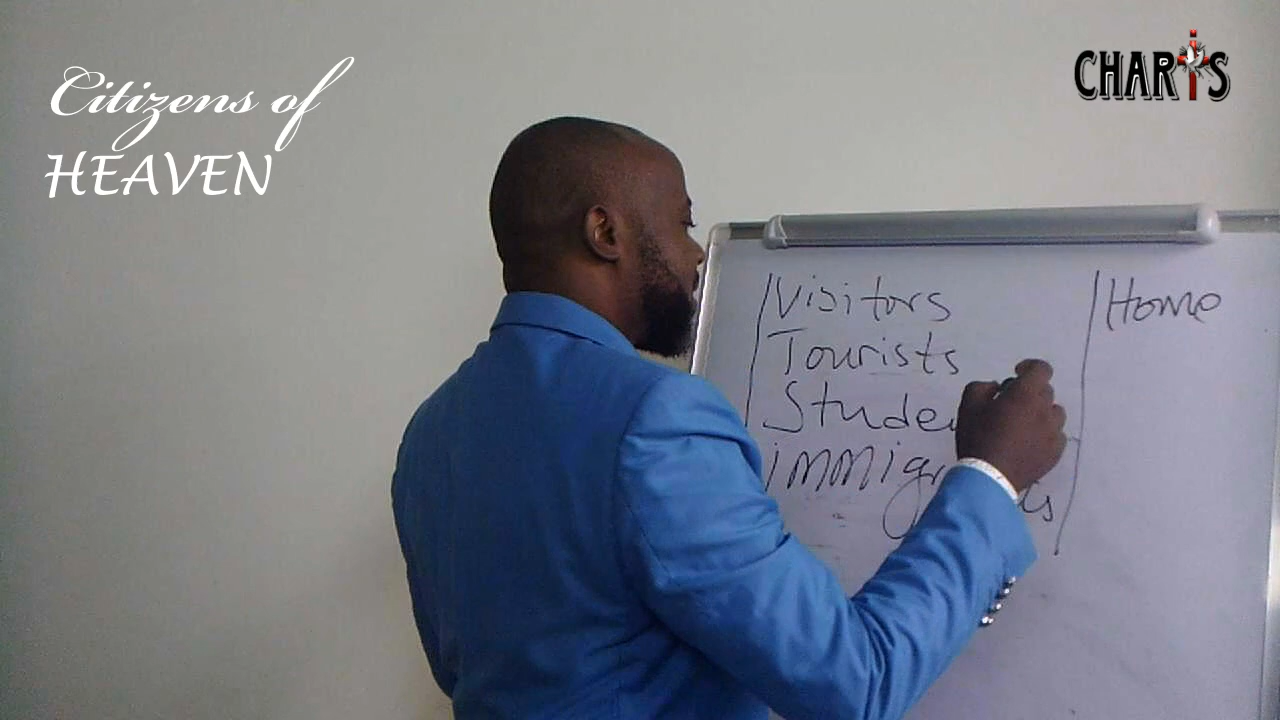 Citizens of
HEAVEN
CHARIS
Visitors
Tourists
Home